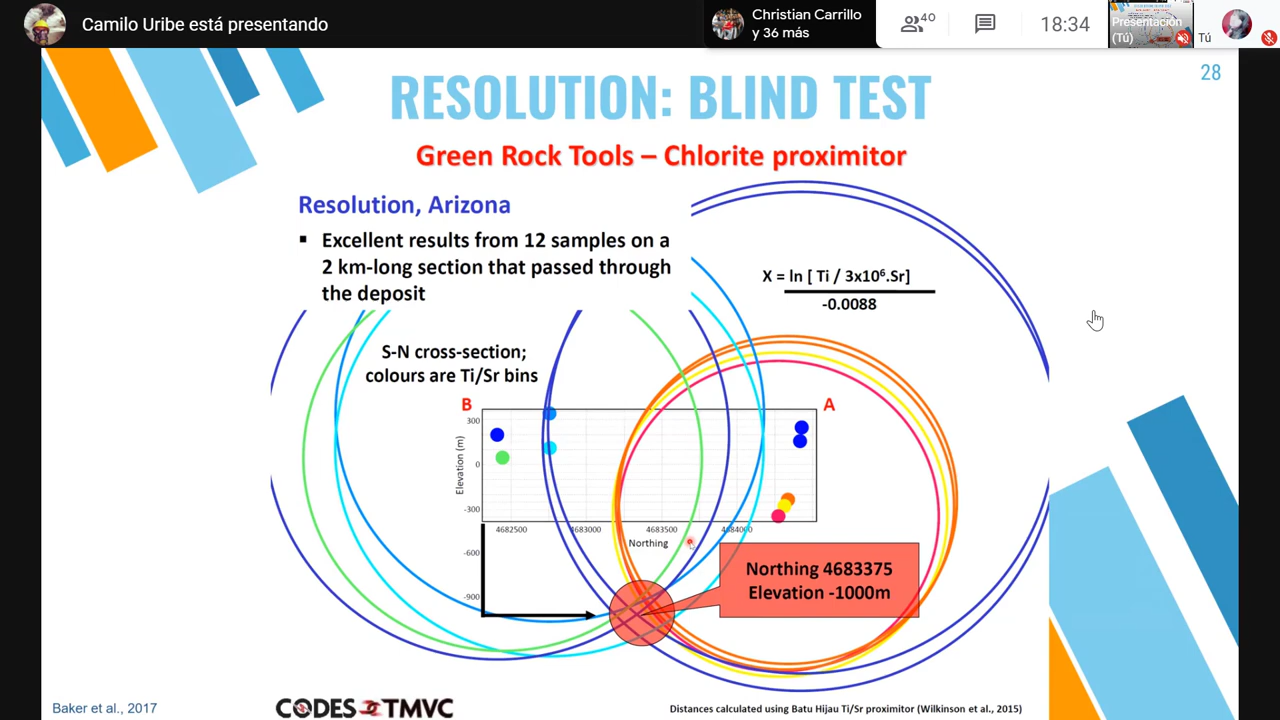 Camilo Uribe está presentando
Christian Carrillo
y 36 más
40
18:34
Presentación
(Tú)
Tú
28
RESOLUTION: BLIND TEST
Green Rock Tools – Chlorite proximitor
Resolution, Arizona
▪ Excellent results from 12 samples on a
2 km-long section that passed through
the deposit
X = ln [ Ti / 3x10⁶.Sr]
-0.0088
S-N cross-section;
colours are Ti/Sr bins
B
A
300
0
-300
-600
-900
Elevation (m)
4682500
4683000
4683500
4684000
Northing
Northing 4683375
Elevation -1000m
Baker et al., 2017
CODES TMVC
Distances calculated using Batu Hijau Ti/Sr proximitor (Wilkinson et al., 2015)